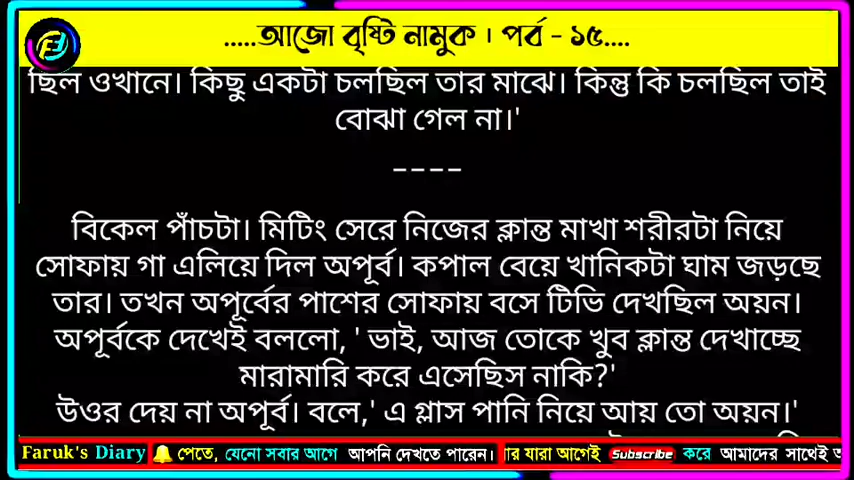 .....আজো বৃষ্টি নামুক । পর্ব - ১৫....
ছিল ওখানে। কিছু একটা চলছিল তার মাঝে। কিন্তু কি চলছিল তাই
বোঝা গেল না।'
----
বিকেল পাঁচটা। মিটিং সেরে নিজের ক্লান্ত মাখা শরীরটা নিয়ে
সোফায় গা এলিয়ে দিল অপূর্ব। কপাল বেয়ে খানিকটা ঘাম জড়ছে
তার। তখন অপূর্বের পাশের সোফায় বসে টিভি দেখছিল অয়ন।
অপূর্বকে দেখেই বললো, ' ভাই, আজ তোকে খুব ক্লান্ত দেখাচ্ছে
মারামারি করে এসেছিস নাকি?'
উওর দেয় না অপূর্ব। বলে,' এ গ্লাস পানি নিয়ে আয় তো অয়ন।'
Faruk's Diary 🔔 পেতে, যেনো সবার আগে আপনি দেখতে পারেন। যারা আগেই Subscribe করে আমাদের সাথেই